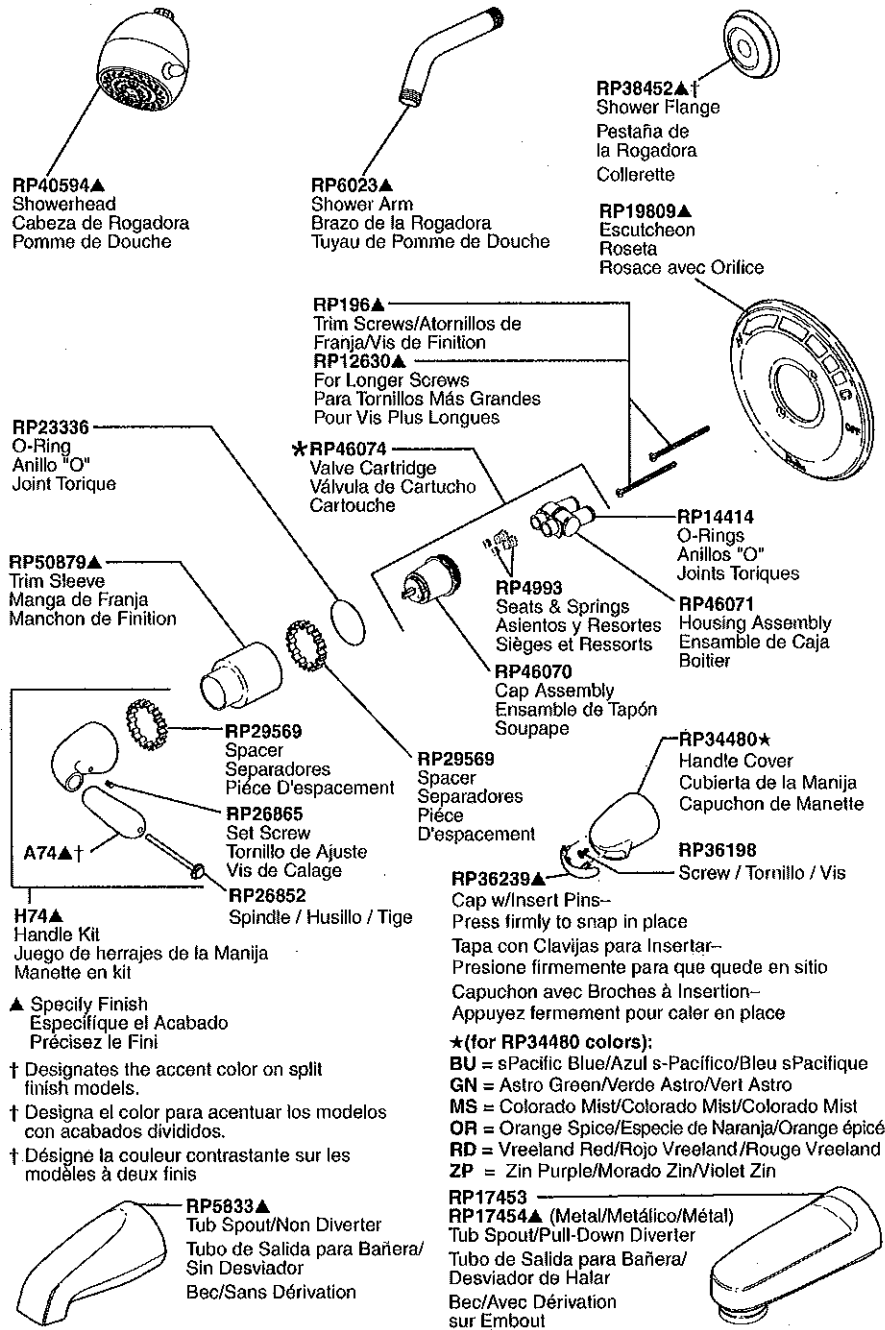 RP40594▲
Showerhead
Cabeza de Rogadora
Pomme de Douche
RP6023▲
Shower Arm
Brazo de la Rogadora
Tuyau de Pomme de Douche
RP38452▲†
Shower Flange
Pestaña de
la Rogadora
Collerette
RP19809▲
Escutcheon
Roseta
Rosace avec Orifice
RP196▲
Trim Screws/Atornillos de
Franja/Vis de Finition
RP12630▲
For Longer Screws
Para Tornillos Más Grandes
Pour Vis Plus Longues
C
OFF
RP23336
O-Ring
Anillo "O"
Joint Torique
★RP46074
Valve Cartridge
Válvula de Cartucho
Cartouche
RP14414
O-Rings
Anillos "O"
Joints Toriques
RP50879▲
Trim Sleeve
Manga de Franja
Manchon de Finition
RP4993
Seats & Springs
Asientos y Resortes
Sièges et Ressorts
RP46071
Housing Assembly
Ensamble de Caja
Boitier
RP46070
Cap Assembly
Ensamble de Tapón
Soupape
RP29569
Spacer
Separadores
Piéce D'espacement
RP29569
Spacer
Separadores
Piéce
D'espacement
RP34480★
Handle Cover
Cubierta de la Manija
Capuchon de Manette
RP26865
Set Screw
Tornillo de Ajuste
Vis de Calage
A74▲†
RP26852
Spindle / Husillo / Tige
RP36198
Screw / Tornillo / Vis
H74▲
Handle Kit
Juego de herrajes de la Manija
Manette en kit
RP36239▲
Cap w/Insert Pins–
Press firmly to snap in place
Tapa con Clavijas para Insertar–
Presione firmemente para que quede en sitio
Capuchon avec Broches à Insertion–
Appuyez fermement pour caler en place
▲ Specify Finish
Especifíque el Acabado
Précisez le Fini
† Designates the accent color on split
finish models.
† Designa el color para acentuar los modelos
con acabados divididos.
† Désigne la couleur contrastante sur les
modèles à deux finis
★(for RP34480 colors):
BU = sPacific Blue/Azul s-Pacífico/Bleu sPacifique
GN = Astro Green/Verde Astro/Vert Astro
MS = Colorado Mist/Colorado Mist/Colorado Mist
OR = Orange Spice/Especie de Naranja/Orange épicé
RD = Vreeland Red/Rojo Vreeland/Rouge Vreeland
ZP = Zin Purple/Morado Zin/Violet Zin
RP5833▲
Tub Spout/Non Diverter
Tubo de Salida para Bañera/
Sin Desviador
Bec/Sans Dérivation
RP17453
RP17454▲ (Metal/Metálico/Métal)
Tub Spout/Pull-Down Diverter
Tubo de Salida para Bañera/
Desviador de Halar
Bec/Avec Dérivation
sur Embout